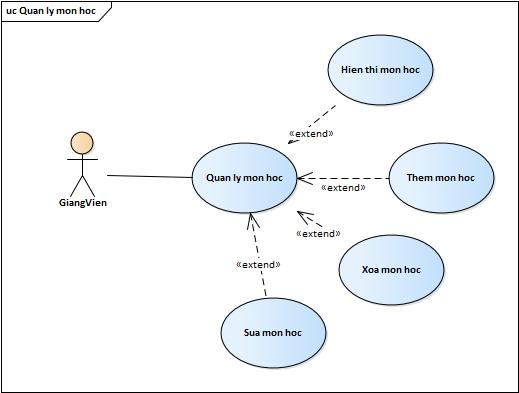 uc Quan ly mon hoc
Hien thi mon hoc
«extend»
Quan ly mon hoc
Them mon hoc
«extend»
GiangVien
«extend»
Xoa mon hoc
«extend»
Sua mon hoc